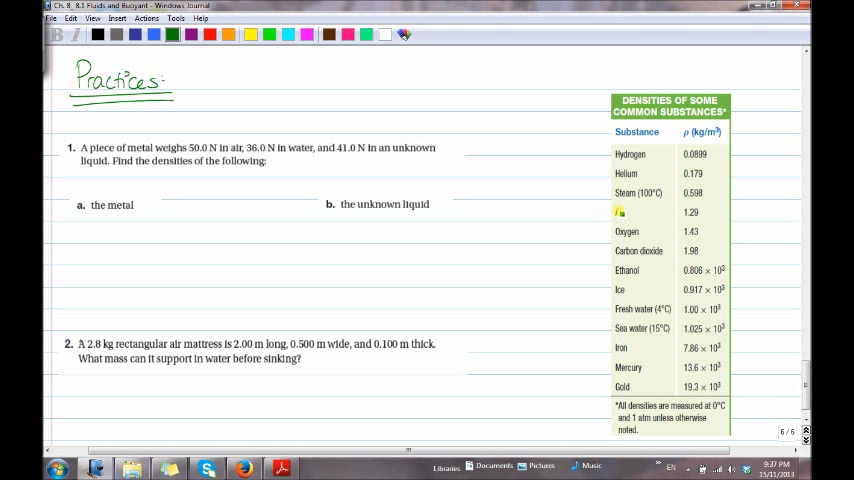 Ch. 8_ 8.1 Fluids and Buoyant - Windows Journal
File Edit View Insert Actions Tools Help
B I
Practices:
1. A piece of metal weighs 50.0 N in air, 36.0 N in water, and 41.0 N in an unknown
liquid. Find the densities of the following:
a. the metal
b. the unknown liquid
2. A 2.8 kg rectangular air mattress is 2.00 m long, 0.500 m wide, and 0.100 m thick.
What mass can it support in water before sinking?
DENSITIES OF SOME
COMMON SUBSTANCES*
Substance ρ (kg/m³)
Hydrogen 0.0899
Helium 0.179
Steam (100°C) 0.598
1.29
Oxygen 1.43
Carbon dioxide 1.98
Ethanol 0.806 × 10³
Ice 0.917 × 10³
Fresh water (4°C) 1.00 × 10³
Sea water (15°C) 1.025 × 10³
Iron 7.86 × 10³
Mercury 13.6 × 10³
Gold 19.3 × 10³
*All densities are measured at 0°C
and 1 atm unless otherwise
noted.
6 / 6
Libraries Documents Pictures Music » EN 9:37 PM
15/11/2013